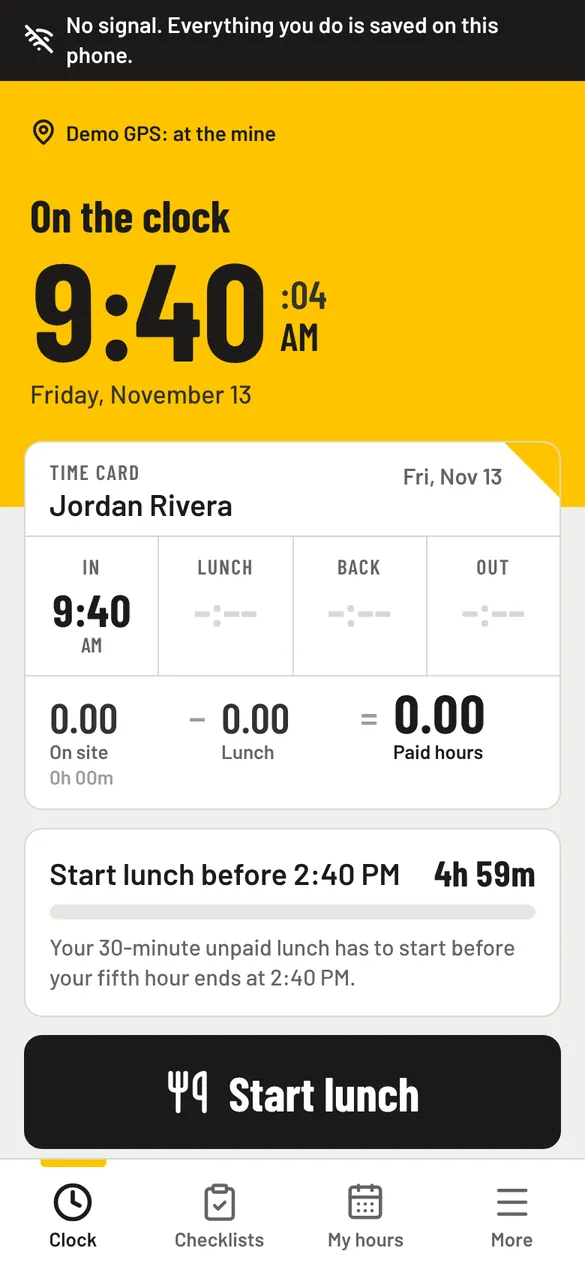 No signal. Everything you do is saved on this
phone.
Demo GPS: at the mine
On the clock
9:40 :04 AM
Friday, November 13
TIME CARD
Fri, Nov 13
Jordan Rivera
IN LUNCH BACK OUT
9:40 --:-- --:-- --:--
AM
0.00 – 0.00 = 0.00
On site Lunch Paid hours
0h 00m
Start lunch before 2:40 PM 4h 59m
Your 30-minute unpaid lunch has to start before
your fifth hour ends at 2:40 PM.
Start lunch
Clock Checklists My hours More